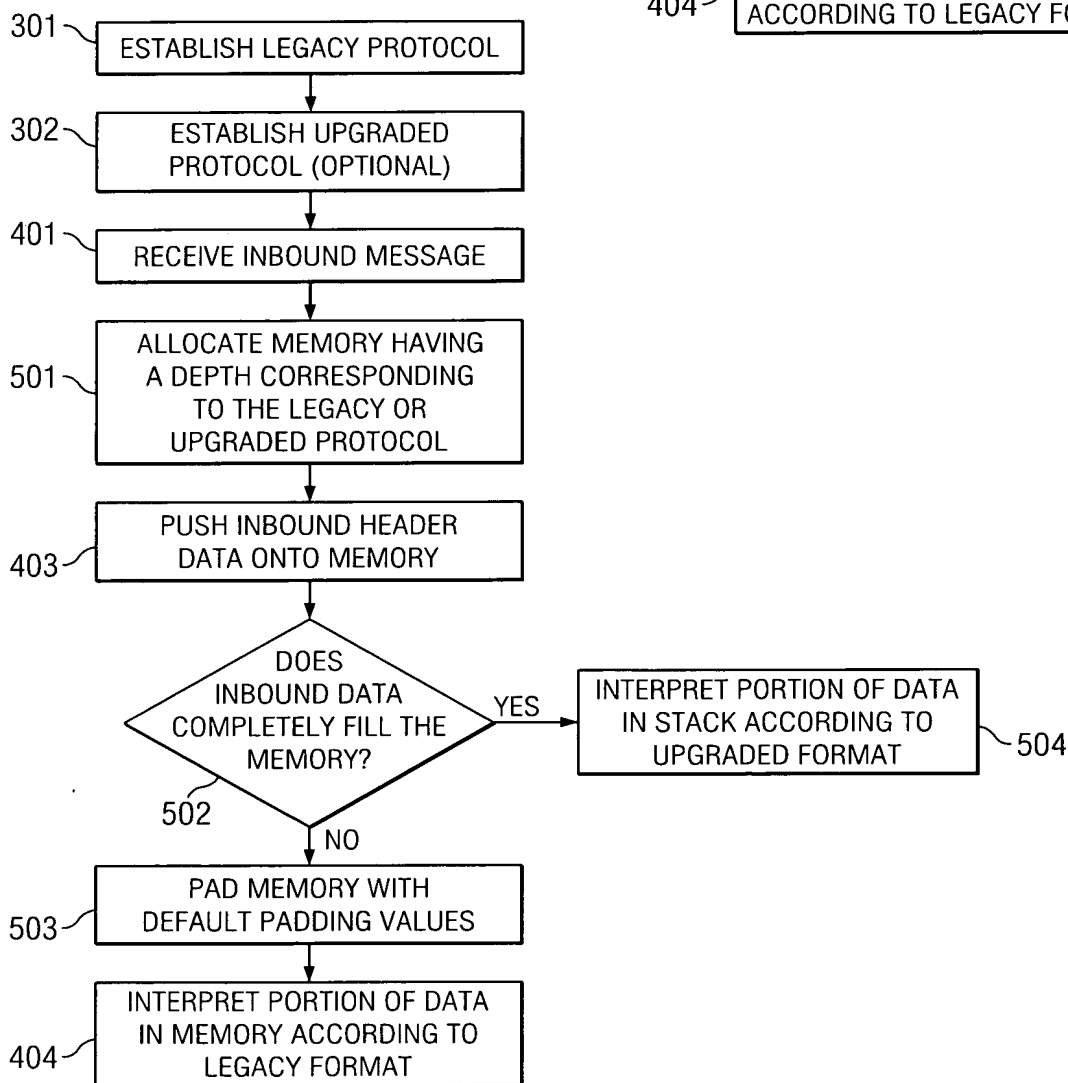 404
ACCORDING TO LEGACY
301
ESTABLISH LEGACY PROTOCOL
302
ESTABLISH UPGRADED
PROTOCOL (OPTIONAL)
401
RECEIVE INBOUND MESSAGE
501
ALLOCATE MEMORY HAVING
A DEPTH CORRESPONDING
TO THE LEGACY OR
UPGRADED PROTOCOL
403
PUSH INBOUND HEADER
DATA ONTO MEMORY
DOES
INBOUND DATA
COMPLETELY FILL THE
MEMORY?
502
YES
INTERPRET PORTION OF DATA
IN STACK ACCORDING TO
UPGRADED FORMAT
504
NO
503
PAD MEMORY WITH
DEFAULT PADDING VALUES
404
INTERPRET PORTION OF DATA
IN MEMORY ACCORDING TO
LEGACY FORMAT